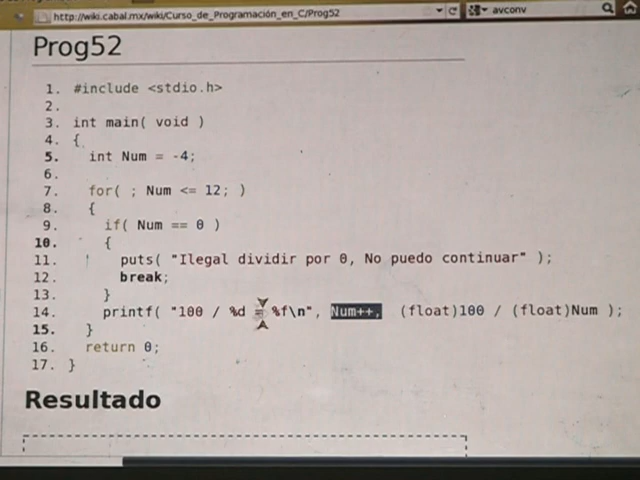 http://wiki.cabal.mx/wiki/Curso_de_Programación_en_C/Prog52
avconv
Prog52
1. #include <stdio.h>
2.
3. int main( void )
4. {
5. int Num = -4;
6.
7. for( ; Num <= 12; )
8. {
9. if( Num == 0 )
10. {
11. puts( "Ilegal dividir por 0, No puedo continuar" );
12. break;
13. }
14. printf( "100 / %d = %f\n", Num++, (float)100 / (float)Num );
15. }
16. return 0;
17. }
Resultado